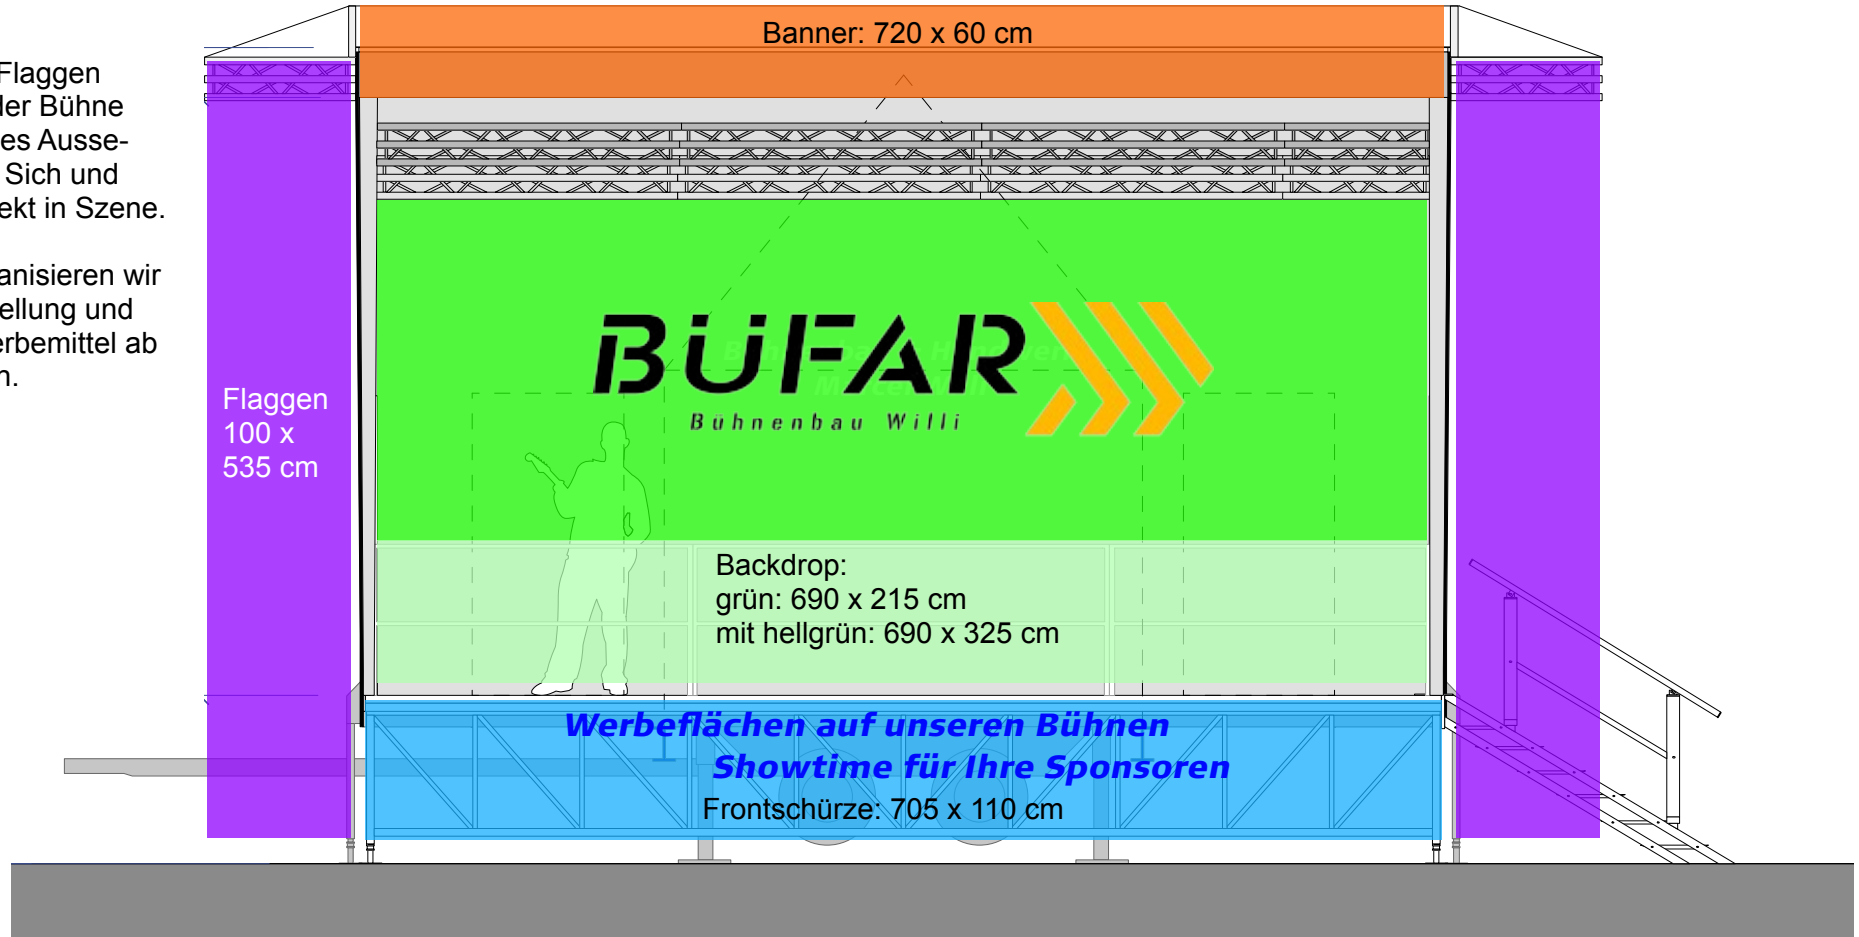 Banner: 720 x 60 cm
Flaggen
der Bühne
es Ausse-
Sich und
ekt in Szene.
anisieren wir
ellung und
erbemittel ab
n.
Flaggen
100 x
535 cm
BÜFAR
Bühnenbau Willi
Backdrop:
grün: 690 x 215 cm
mit hellgrün: 690 x 325 cm
Werbeflächen auf unseren Bühnen
Showtime für Ihre Sponsoren
Frontschürze: 705 x 110 cm